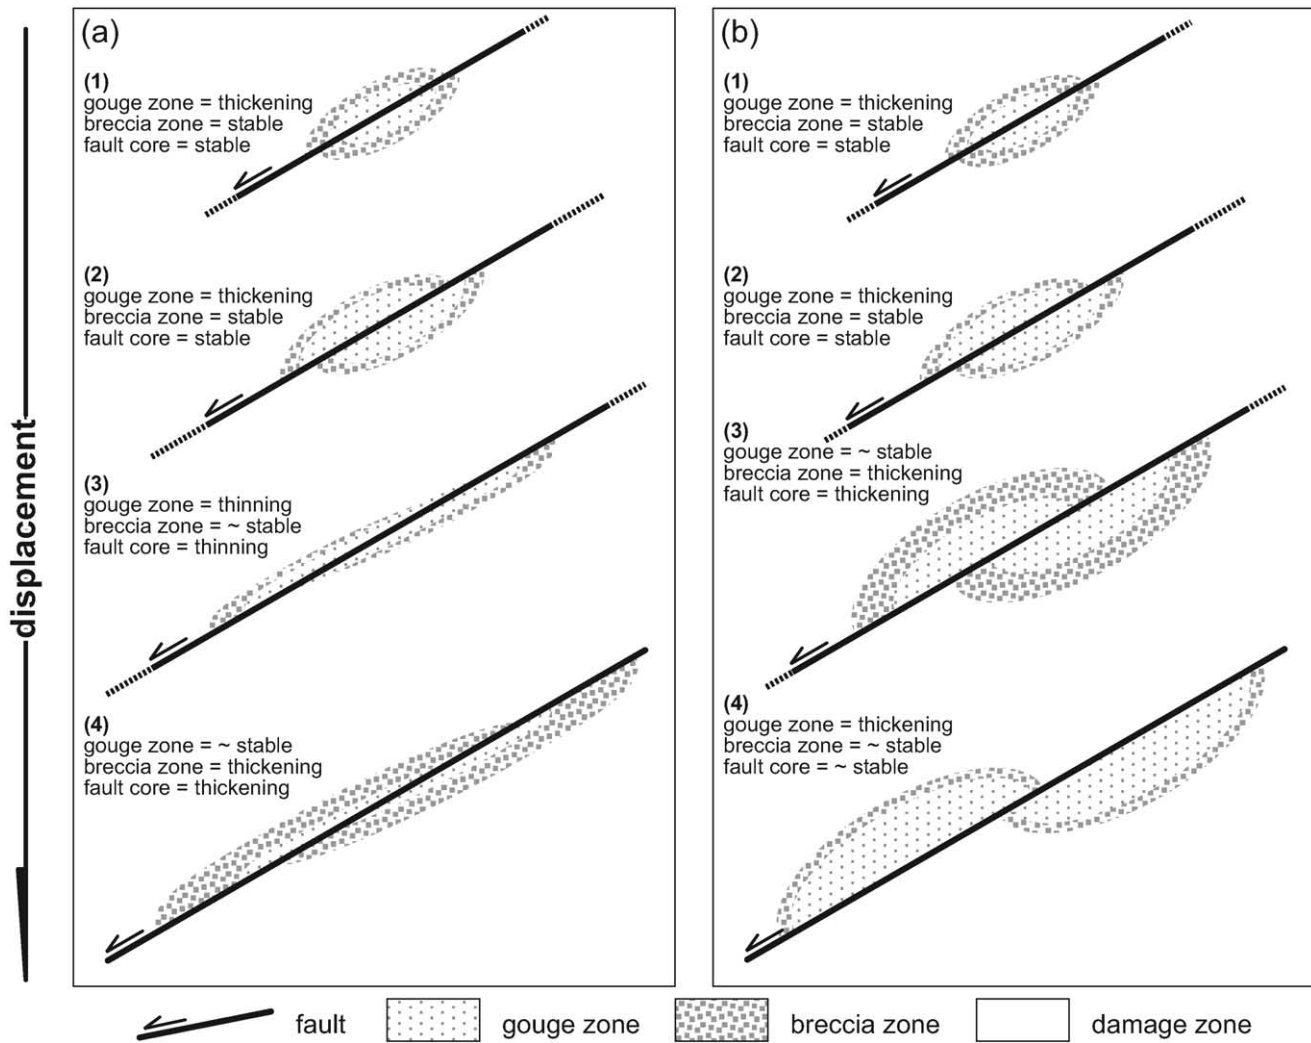 displacement
(a)
(1)
gouge zone = thickening
breccia zone = stable
fault core = stable
(2)
gouge zone = thickening
breccia zone = stable
fault core = stable
(3)
gouge zone = thinning
breccia zone = ~ stable
fault core = thinning
(4)
gouge zone = ~ stable
breccia zone = thickening
fault core = thickening
(b)
(1)
gouge zone = thickening
breccia zone = stable
fault core = stable
(2)
gouge zone = thickening
breccia zone = stable
fault core = stable
(3)
gouge zone = ~ stable
breccia zone = thickening
fault core = thickening
(4)
gouge zone = thickening
breccia zone = ~ stable
fault core = ~ stable
fault
gouge zone
breccia zone
damage zone